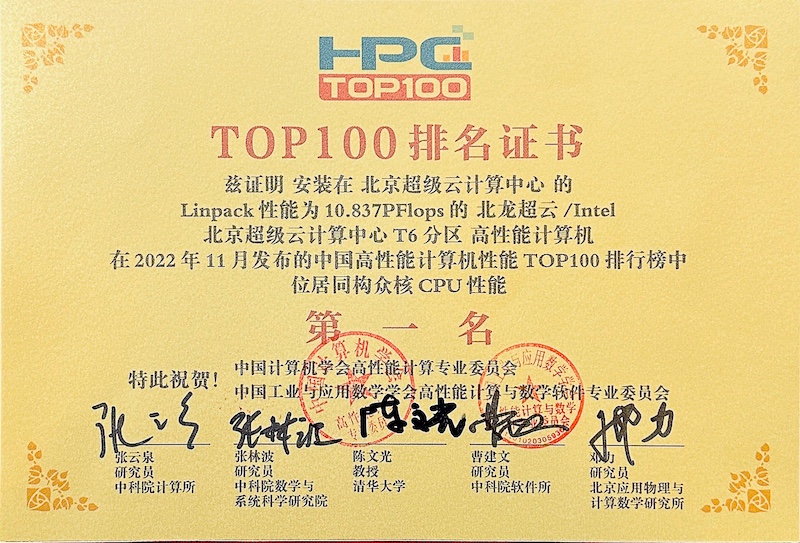 HPC
TOP100
TOP100 排名证书
兹证明 安装在 北京超级云计算中心 的
Linpack 性能为 10.837PFlops 的 北龙超云 /Intel
北京超级云计算中心 T6 分区 高性能计算机
在 2022 年 11 月发布的中国高性能计算机性能 TOP100 排行榜中
位居同构众核 CPU 性能
第一名
特此祝贺!
中国计算机学会高性能计算专业委员会
中国工业与应用数学学会高性能计算与数学软件专业委员会
张云泉
研究员
中科院计算所
张林波
研究员
中科院数学与
系统科学研究院
陈文光
教授
清华大学
曹建文
研究员
中科院软件所
力
研究员
北京应用物理与
计算数学研究所